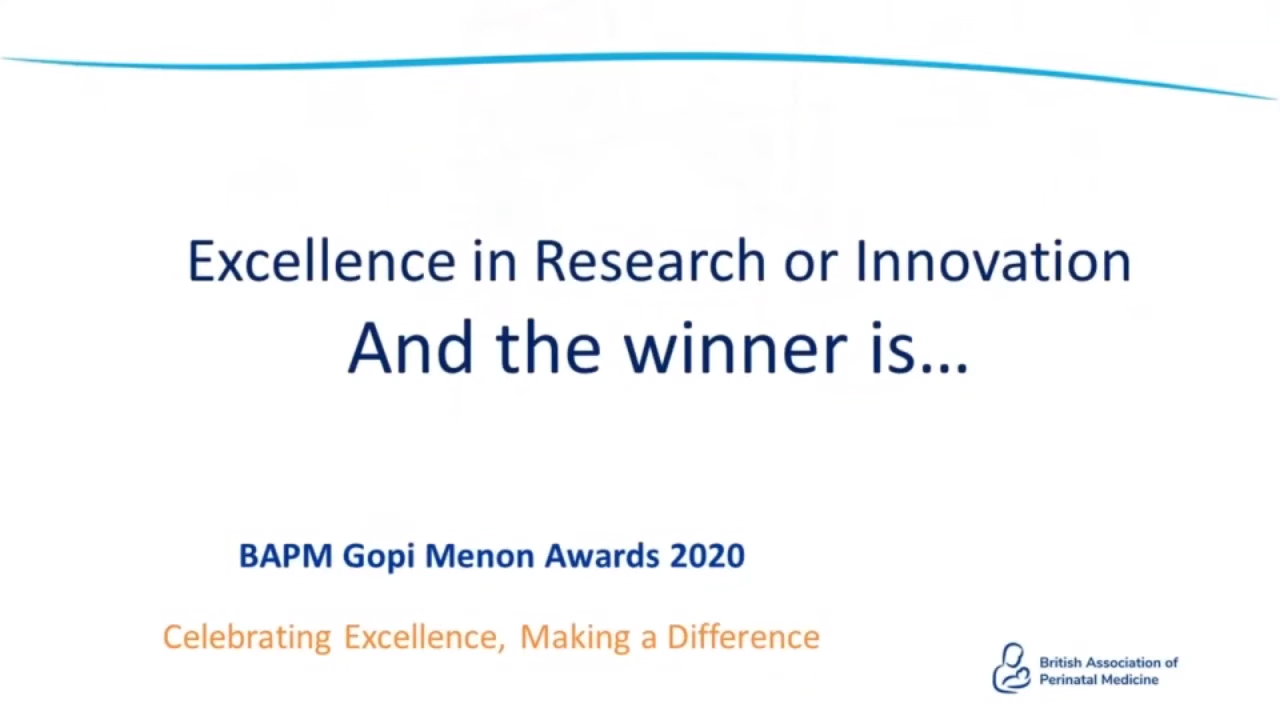 Excellence in Research or Innovation
And the winner is...
BAPM Gopi Menon Awards 2020
Celebrating Excellence, Making a Difference
British Association of
Perinatal Medicine